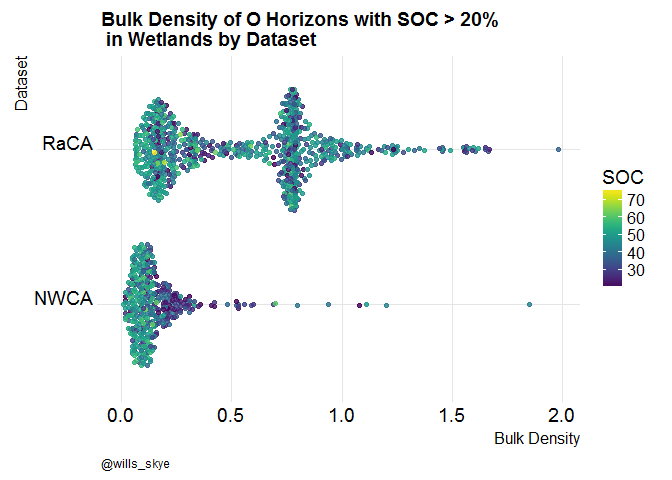 Bulk Density of O Horizons with SOC > 20%
in Wetlands by Dataset
Dataset
RaCA
NWCA
SOC
70
60
50
40
30
0.0 0.5 1.0 1.5 2.0
Bulk Density
@wills_skye